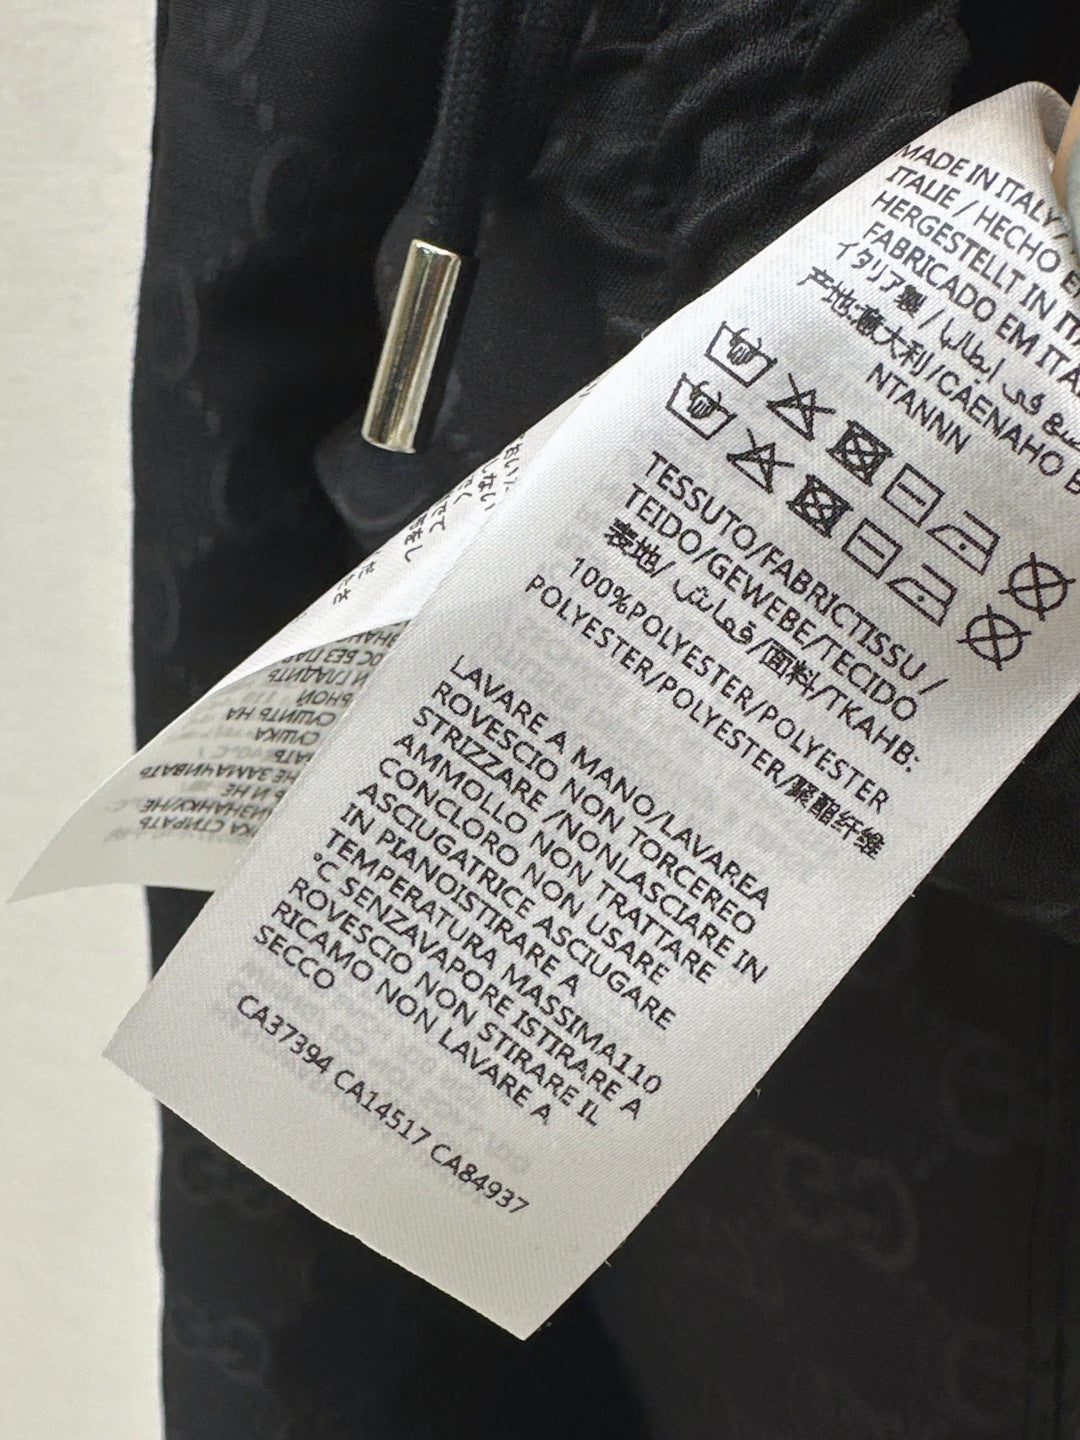 MADE IN ITALY/
ITALIE / HECHO
HERGESTELLT IN
FABRICADO EM
イタリア製 /
产地:意大利/CAENAHO
NTANNN
TESSUTO/FABRICTISSU /
TEIDO/GEWEBE/TECIDO
表地/ قماش/面料/TKAHB:
100%POLYESTER/POLYESTER
POLYESTER/POLYESTER/聚酯纤维
LAVARE A MANO/LAVAREA
ROVESCIO NON TORCEREO
STRIZZARE /NONLASCIARE IN
AMMOLLO NON TRATTARE
CONCLORO NON USARE
ASCIUGATRICE ASCIUGARE
IN PIANOISTIRARE A
TEMPERATURA MASSIMA110
°C SENZAVAPORE ISTIRARE A
ROVESCIO NON STIRARE IL
RICAMO NON LAVARE A
SECCO
CA37394 CA14517 CA84937